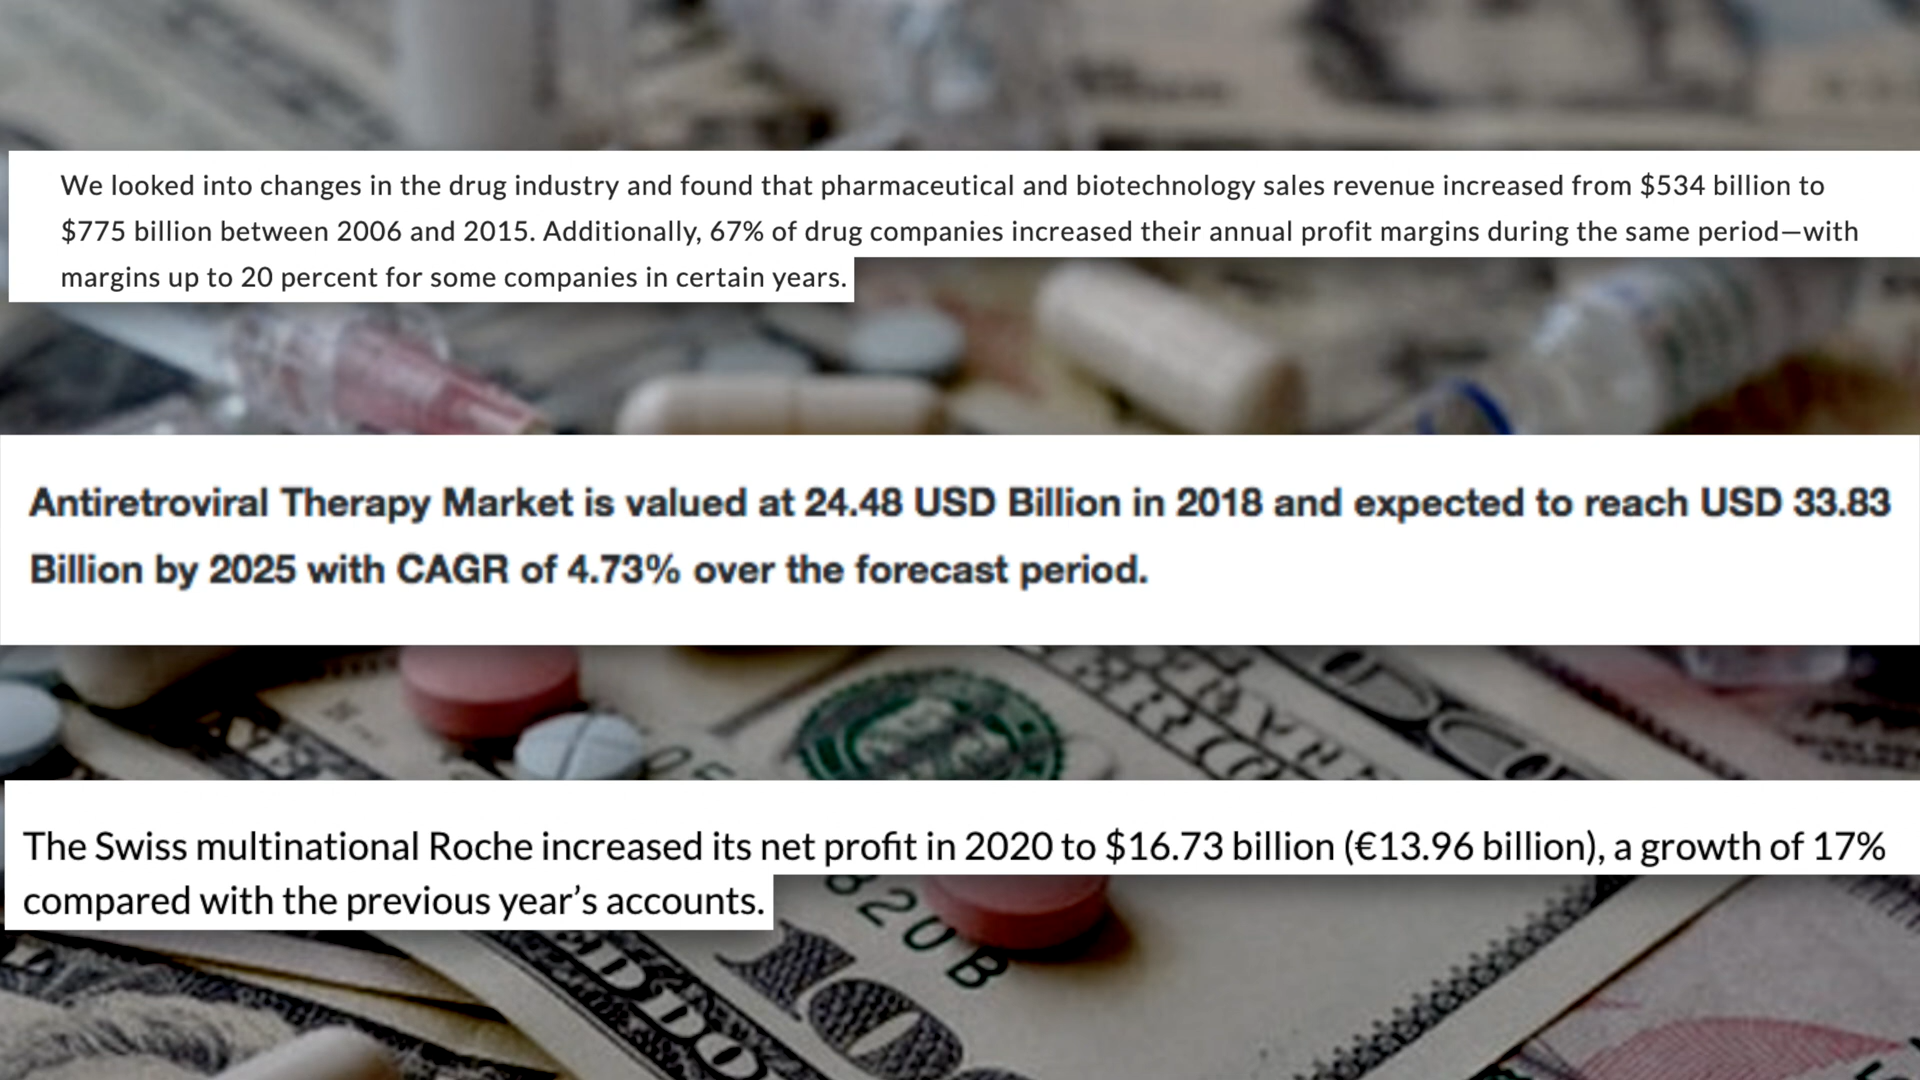 We looked into changes in the drug industry and found that pharmaceutical and biotechnology sales revenue increased from $534 billion to
$775 billion between 2006 and 2015. Additionally, 67% of drug companies increased their annual profit margins during the same period—with
margins up to 20 percent for some companies in certain years.
Antiretroviral Therapy Market is valued at 24.48 USD Billion in 2018 and expected to reach USD 33.83
Billion by 2025 with CAGR of 4.73% over the forecast period.
The Swiss multinational Roche increased its net profit in 2020 to $16.73 billion (€13.96 billion), a growth of 17%
compared with the previous year’s accounts.
820B